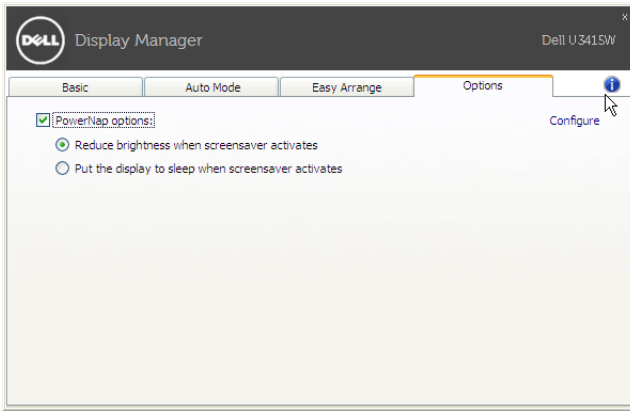 x
DELL Display Manager Dell U3415W
Basic Auto Mode Easy Arrange Options i
PowerNap options: Configure
Reduce brightness when screensaver activates
Put the display to sleep when screensaver activates